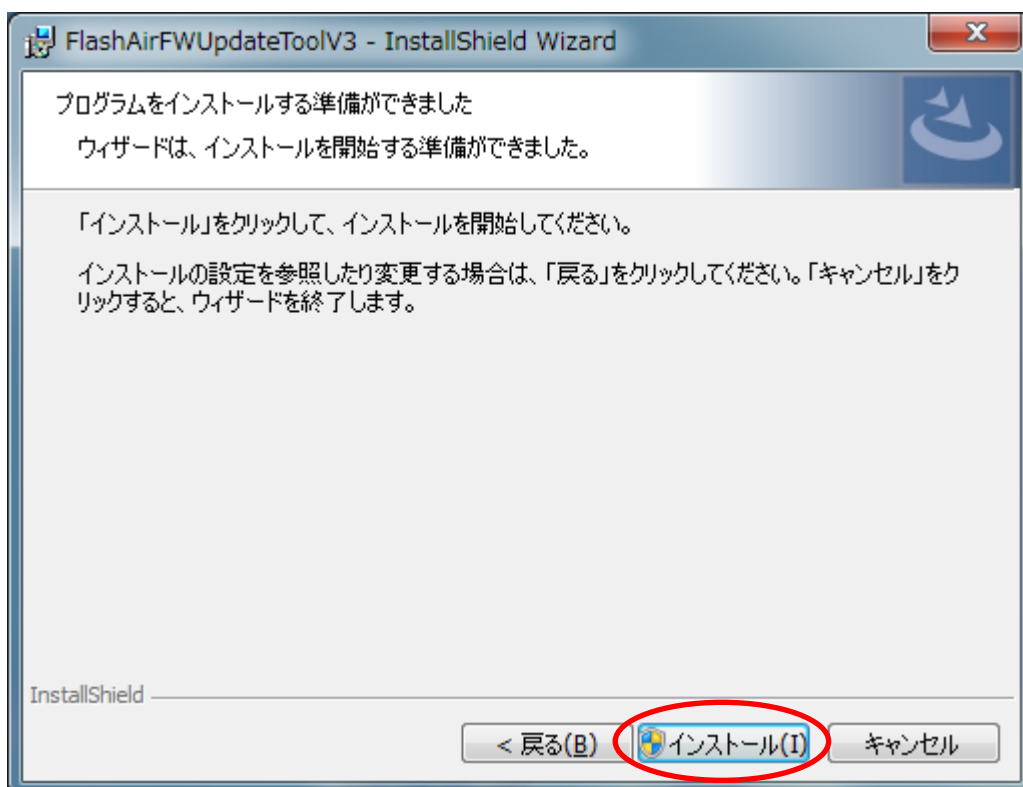 FlashAirFWUpdateToolV3 - InstallShield Wizard
プログラムをインストールする準備ができました
ウィザードは、インストールを開始する準備ができました。
「インストール」をクリックして、インストールを開始してください。
インストールの設定を参照したり変更する場合は、「戻る」をクリックしてください。「キャンセル」をク
リックすると、ウィザードを終了します。
InstallShield
< 戻る(B)
インストール(I)
キャンセル